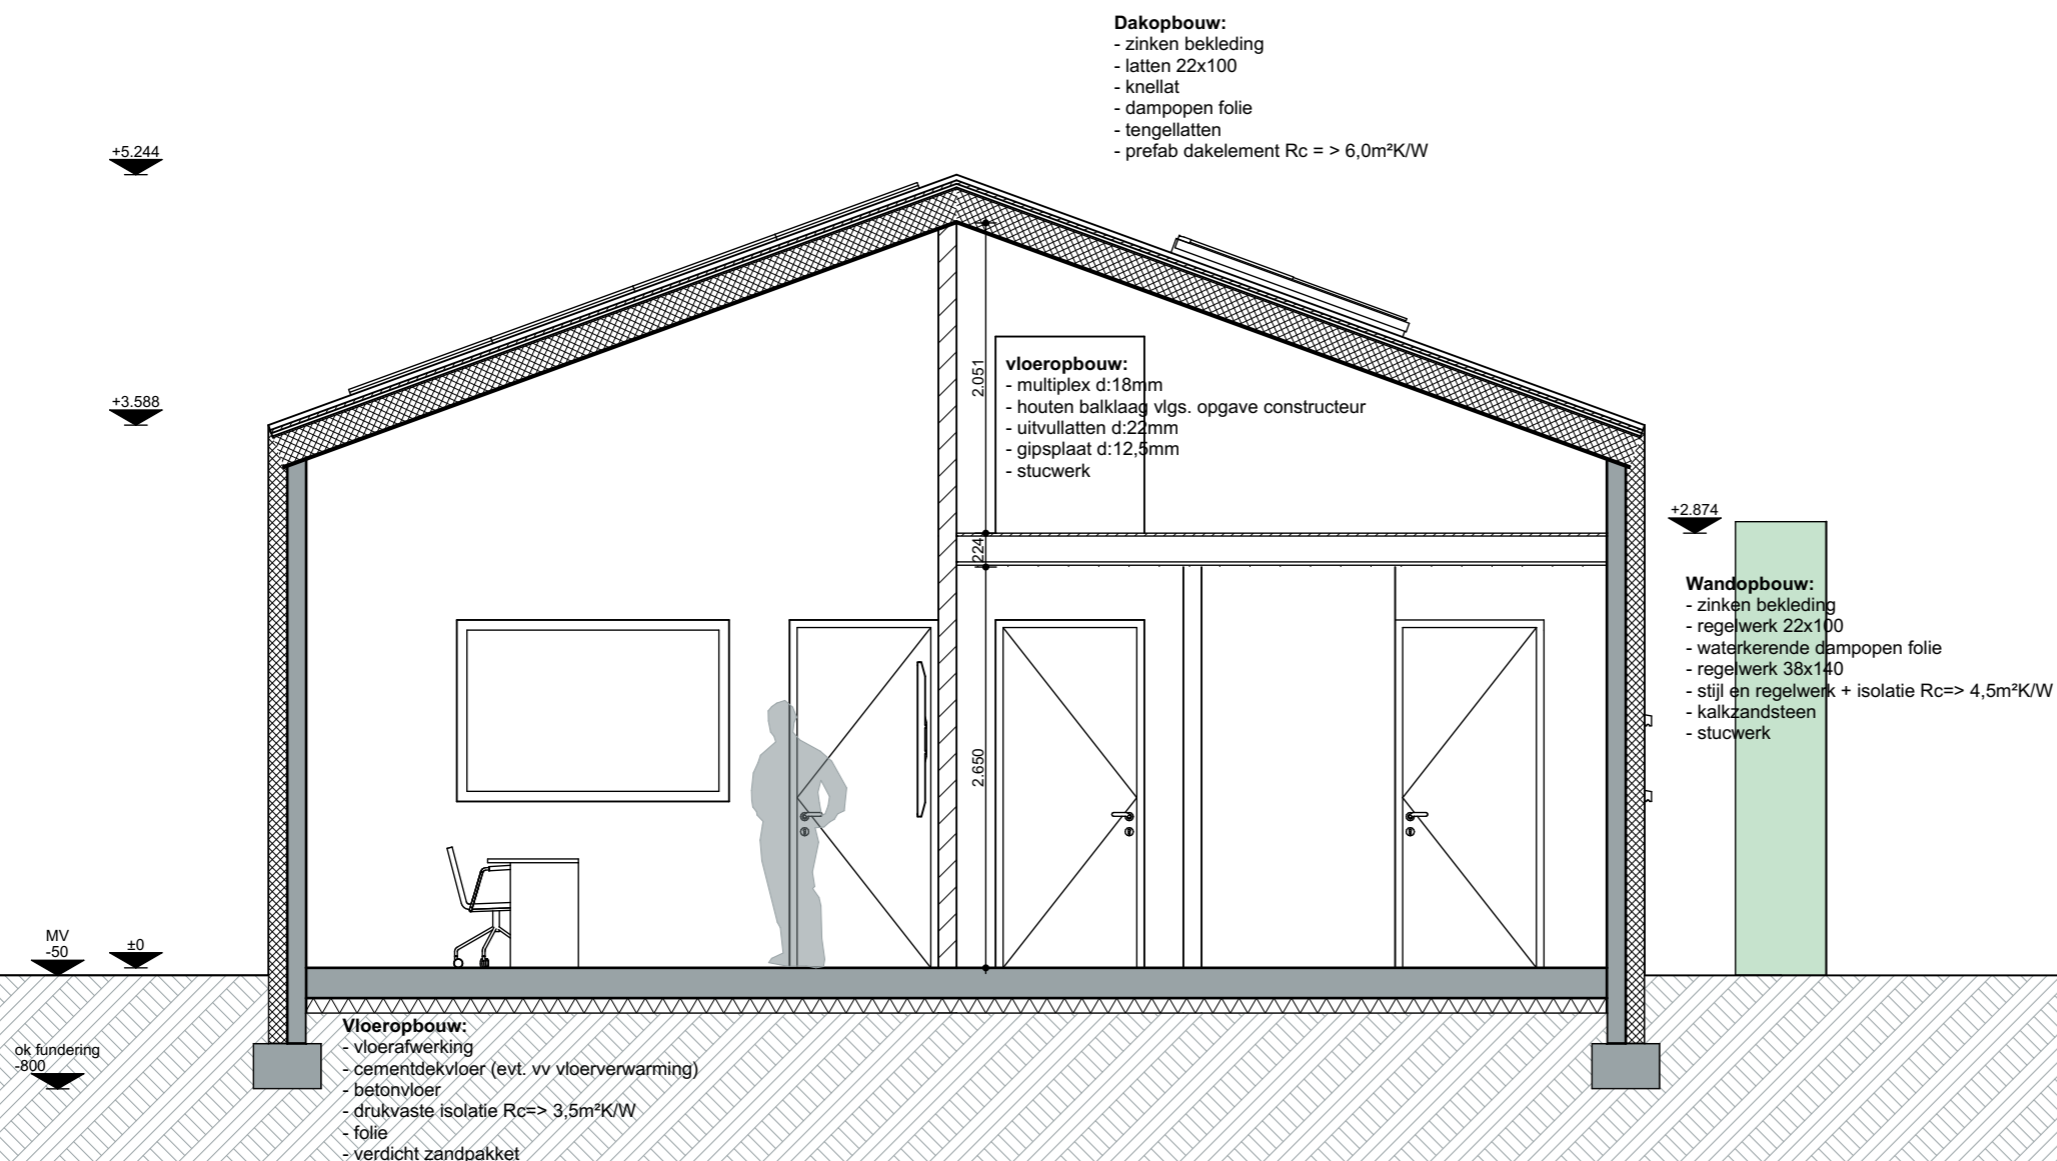 Dakopbouw:
- zinken bekleding
- latten 22x100
- knellat
- dampopen folie
- tengellatten
- prefab dakelement Rc = > 6,0m²K/W
+5.244
+3.588
2.051
vloeropbouw:
- multiplex d:18mm
- houten balklaag vlgs. opgave constructeur
- uitvullatten d:22mm
- gipsplaat d:12,5mm
- stucwerk
+2.874
224
Wandopbouw:
- zinken bekleding
- regelwerk 22x100
- waterkerende dampopen folie
- regelwerk 38x140
- stijl en regelwerk + isolatie Rc=> 4,5m²K/W
- kalkzandsteen
- stucwerk
2.650
MV
-50
±0
ok fundering
-800
Vloeropbouw:
- vloerafwerking
- cementdekvloer (evt. vv vloerverwarming)
- betonvloer
- drukvaste isolatie Rc=> 3,5m²K/W
- folie
- verdicht zandpakket